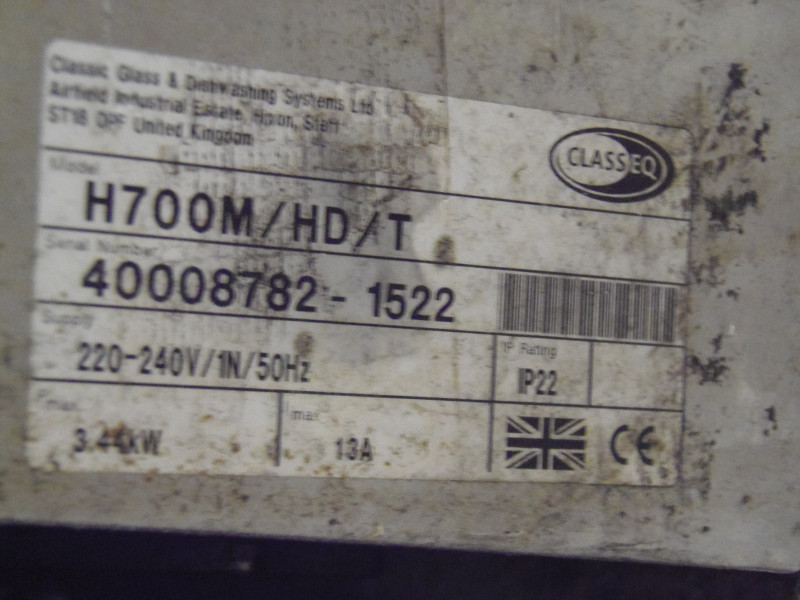 Classic Glass & Dishwashing Systems Ltd
Airfield Industrial Estate, Hixon, Staff
ST18 0PF United Kingdom
CLASSEQ
Model
H700M/HD/T
Serial Number
40008782-1522
Supply
220-240V/1N/50Hz
IP Rating
IP22
Pmax
3.44kW
Imax
13A
CE